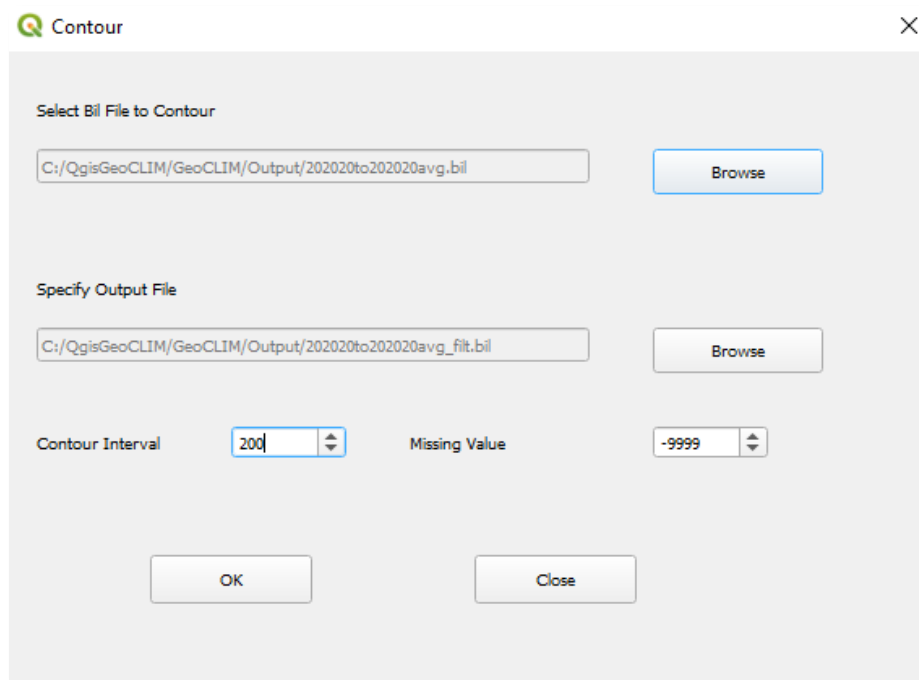 Contour
Select Bil File to Contour
C:/QgisGeoCLIM/GeoCLIM/Output/202020to202020avg.bil
Browse
Specify Output File
C:/QgisGeoCLIM/GeoCLIM/Output/202020to202020avg_filt.bil
Browse
Contour Interval 200 Missing Value -9999
OK Close